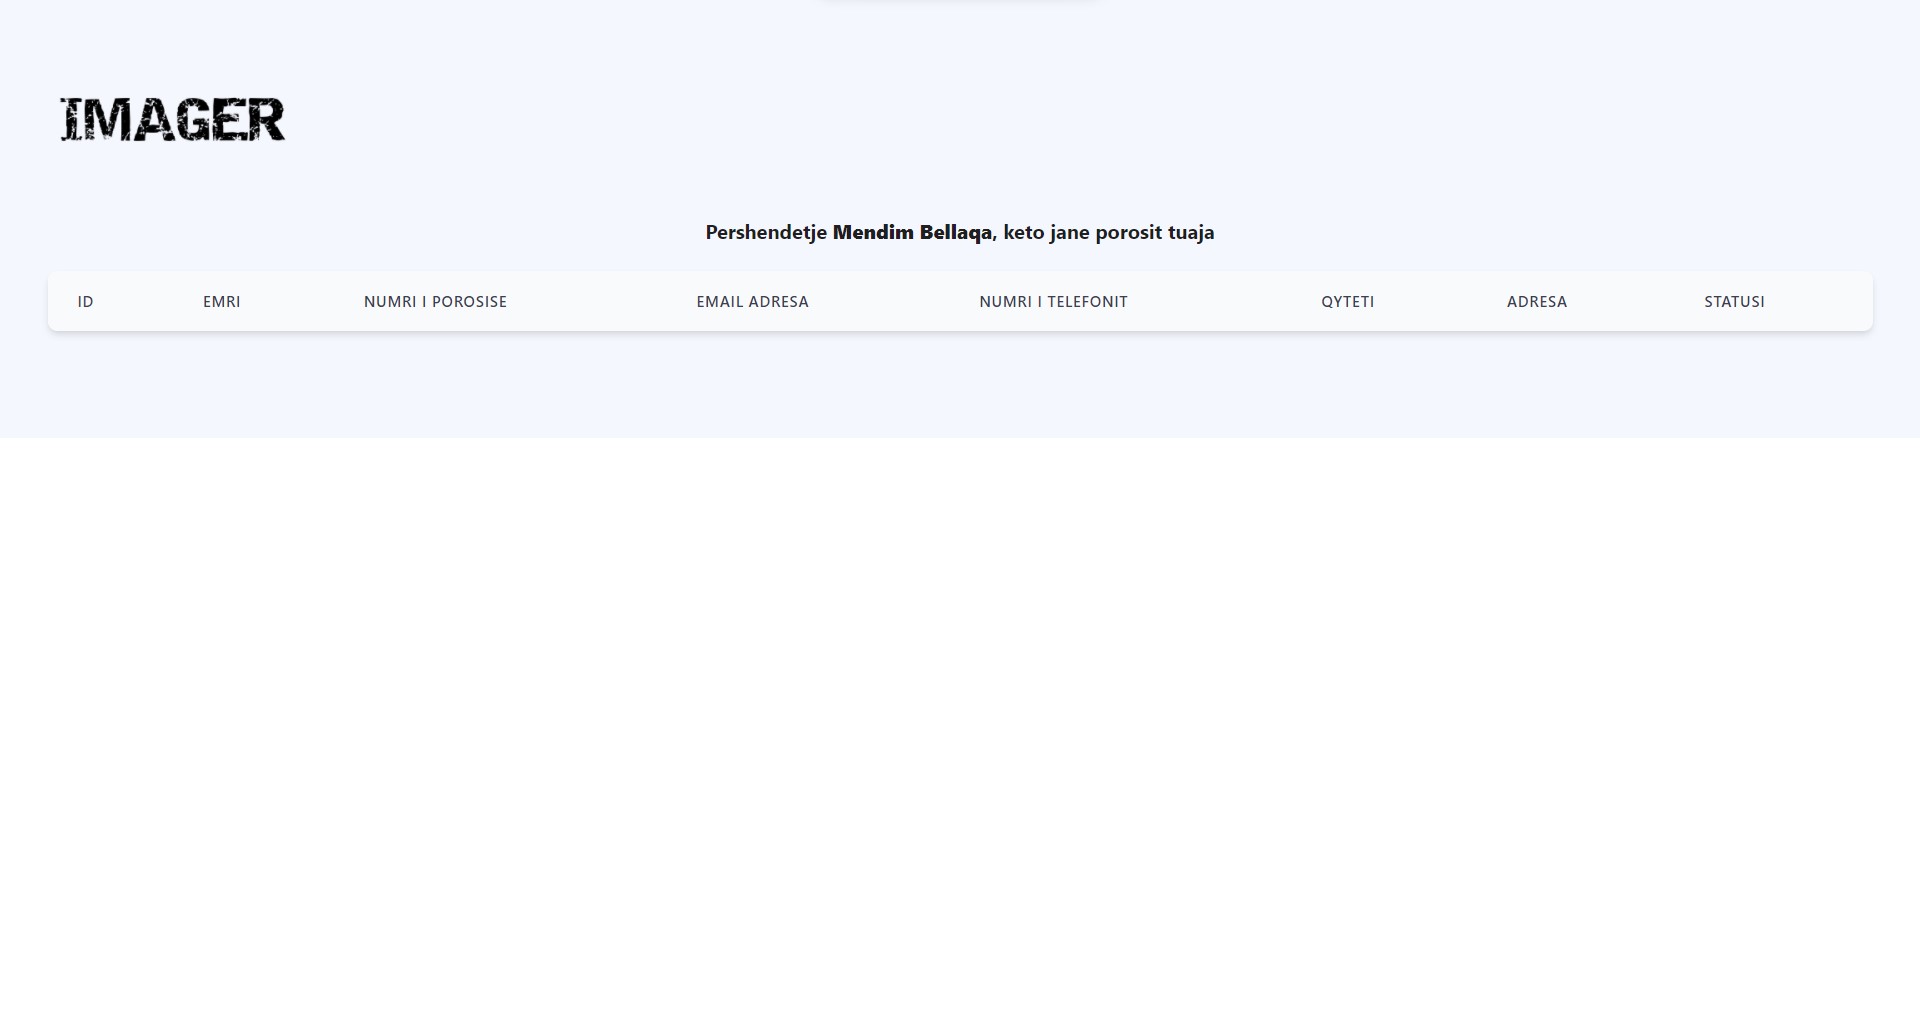 IMAGER
Pershendetje Mendim Bellaqa, keto jane porosit tuaja
ID EMRI NUMRI I POROSISE EMAIL ADRESA NUMRI I TELEFONIT QYTETI ADRESA STATUSI